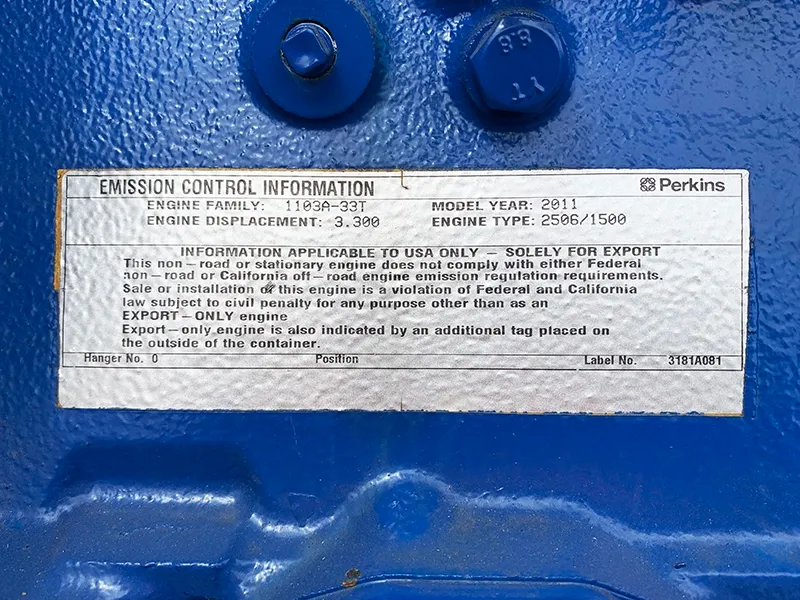 8.8
EMISSION CONTROL INFORMATION Perkins
ENGINE FAMILY: 1103A-33T MODEL YEAR: 2011
ENGINE DISPLACEMENT: 3.300 ENGINE TYPE: 2506/1500
INFORMATION APPLICABLE TO USA ONLY — SOLELY FOR EXPORT
This non—road or stationary engine does not comply with either Federal
non—road or California off—road engine emission regulation requirements.
Sale or installation of this engine is a violation of Federal and California
law subject to civil penalty for any purpose other than as an
EXPORT—ONLY engine
Export—only engine is also indicated by an additional tag placed on
the outside of the container.
Hanger No. 0 Position Label No. 3181A081